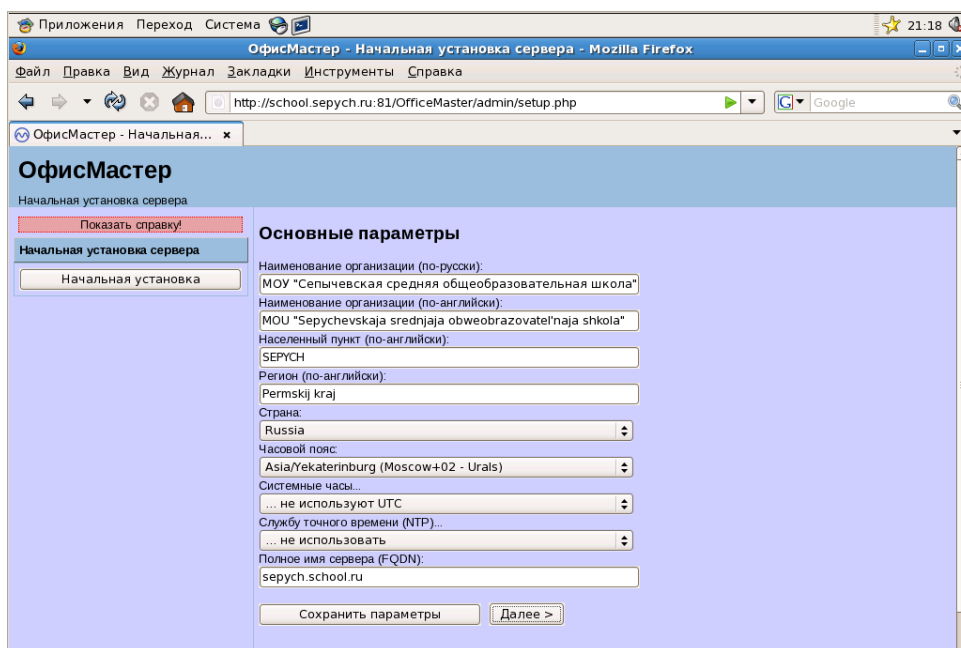 Приложения Переход Система 21:18
ОфисМастер - Начальная установка сервера - Mozilla Firefox
Файл Правка Вид Журнал Закладки Инструменты Справка
http://school.sepych.ru:81/OfficeMaster/admin/setup.php G Google
ОфисМастер - Начальная...
ОфисМастер
Начальная установка сервера
Показать справку!
Начальная установка сервера
Начальная установка
Основные параметры
Наименование организации (по-русски):
МОУ "Сепычевская средняя общеобразовательная школа"
Наименование организации (по-английски):
MOU "Sepychevskaja srednjaja obweobrazovatel'naja shkola"
Населенный пункт (по-английски):
SEPYCH
Регион (по-английски):
Permskij kraj
Страна:
Russia
Часовой пояс:
Asia/Yekaterinburg (Moscow+02 - Urals)
Системные часы...
... не используют UTC
Службу точного времени (NTP)...
... не использовать
Полное имя сервера (FQDN):
sepych.school.ru
Сохранить параметры Далее >